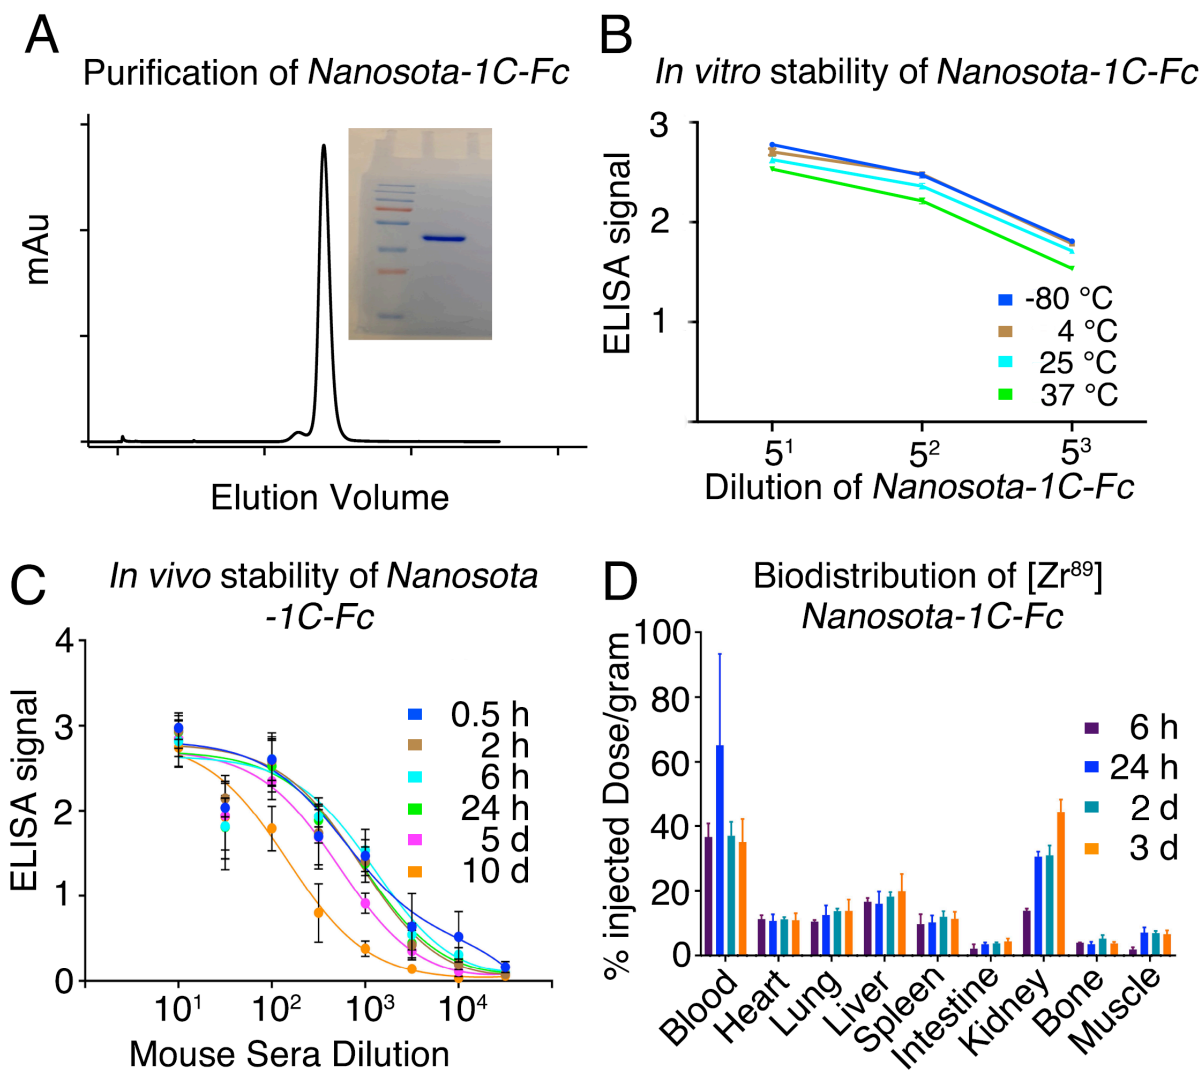 A
Purification of Nanosota-1C-Fc
mAu
Elution Volume
B
In vitro stability of Nanosota-1C-Fc
ELISA signal
3
2
1
-80 °C
4 °C
25 °C
37 °C
5¹ 5² 5³
Dilution of Nanosota-1C-Fc
C
In vivo stability of Nanosota
-1C-Fc
ELISA signal
4
3
2
1
0
0.5 h
2 h
6 h
24 h
5 d
10 d
10¹ 10² 10³ 10⁴
Mouse Sera Dilution
D
Biodistribution of [Zr⁸⁹]
Nanosota-1C-Fc
% injected Dose/gram
100
80
60
40
20
0
6 h
24 h
2 d
3 d
Blood
Heart
Lung
Liver
Spleen
Intestine
Kidney
Bone
Muscle